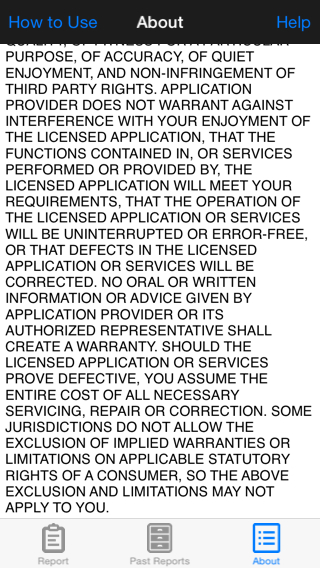 How to Use About Help
QUALITY, OF FITNESS FOR A PARTICULAR
PURPOSE, OF ACCURACY, OF QUIET
ENJOYMENT, AND NON-INFRINGEMENT OF
THIRD PARTY RIGHTS. APPLICATION
PROVIDER DOES NOT WARRANT AGAINST
INTERFERENCE WITH YOUR ENJOYMENT OF
THE LICENSED APPLICATION, THAT THE
FUNCTIONS CONTAINED IN, OR SERVICES
PERFORMED OR PROVIDED BY, THE
LICENSED APPLICATION WILL MEET YOUR
REQUIREMENTS, THAT THE OPERATION OF
THE LICENSED APPLICATION OR SERVICES
WILL BE UNINTERRUPTED OR ERROR-FREE,
OR THAT DEFECTS IN THE LICENSED
APPLICATION OR SERVICES WILL BE
CORRECTED. NO ORAL OR WRITTEN
INFORMATION OR ADVICE GIVEN BY
APPLICATION PROVIDER OR ITS
AUTHORIZED REPRESENTATIVE SHALL
CREATE A WARRANTY. SHOULD THE
LICENSED APPLICATION OR SERVICES
PROVE DEFECTIVE, YOU ASSUME THE
ENTIRE COST OF ALL NECESSARY
SERVICING, REPAIR OR CORRECTION. SOME
JURISDICTIONS DO NOT ALLOW THE
EXCLUSION OF IMPLIED WARRANTIES OR
LIMITATIONS ON APPLICABLE STATUTORY
RIGHTS OF A CONSUMER, SO THE ABOVE
EXCLUSION AND LIMITATIONS MAY NOT
APPLY TO YOU.
Report Past Reports About